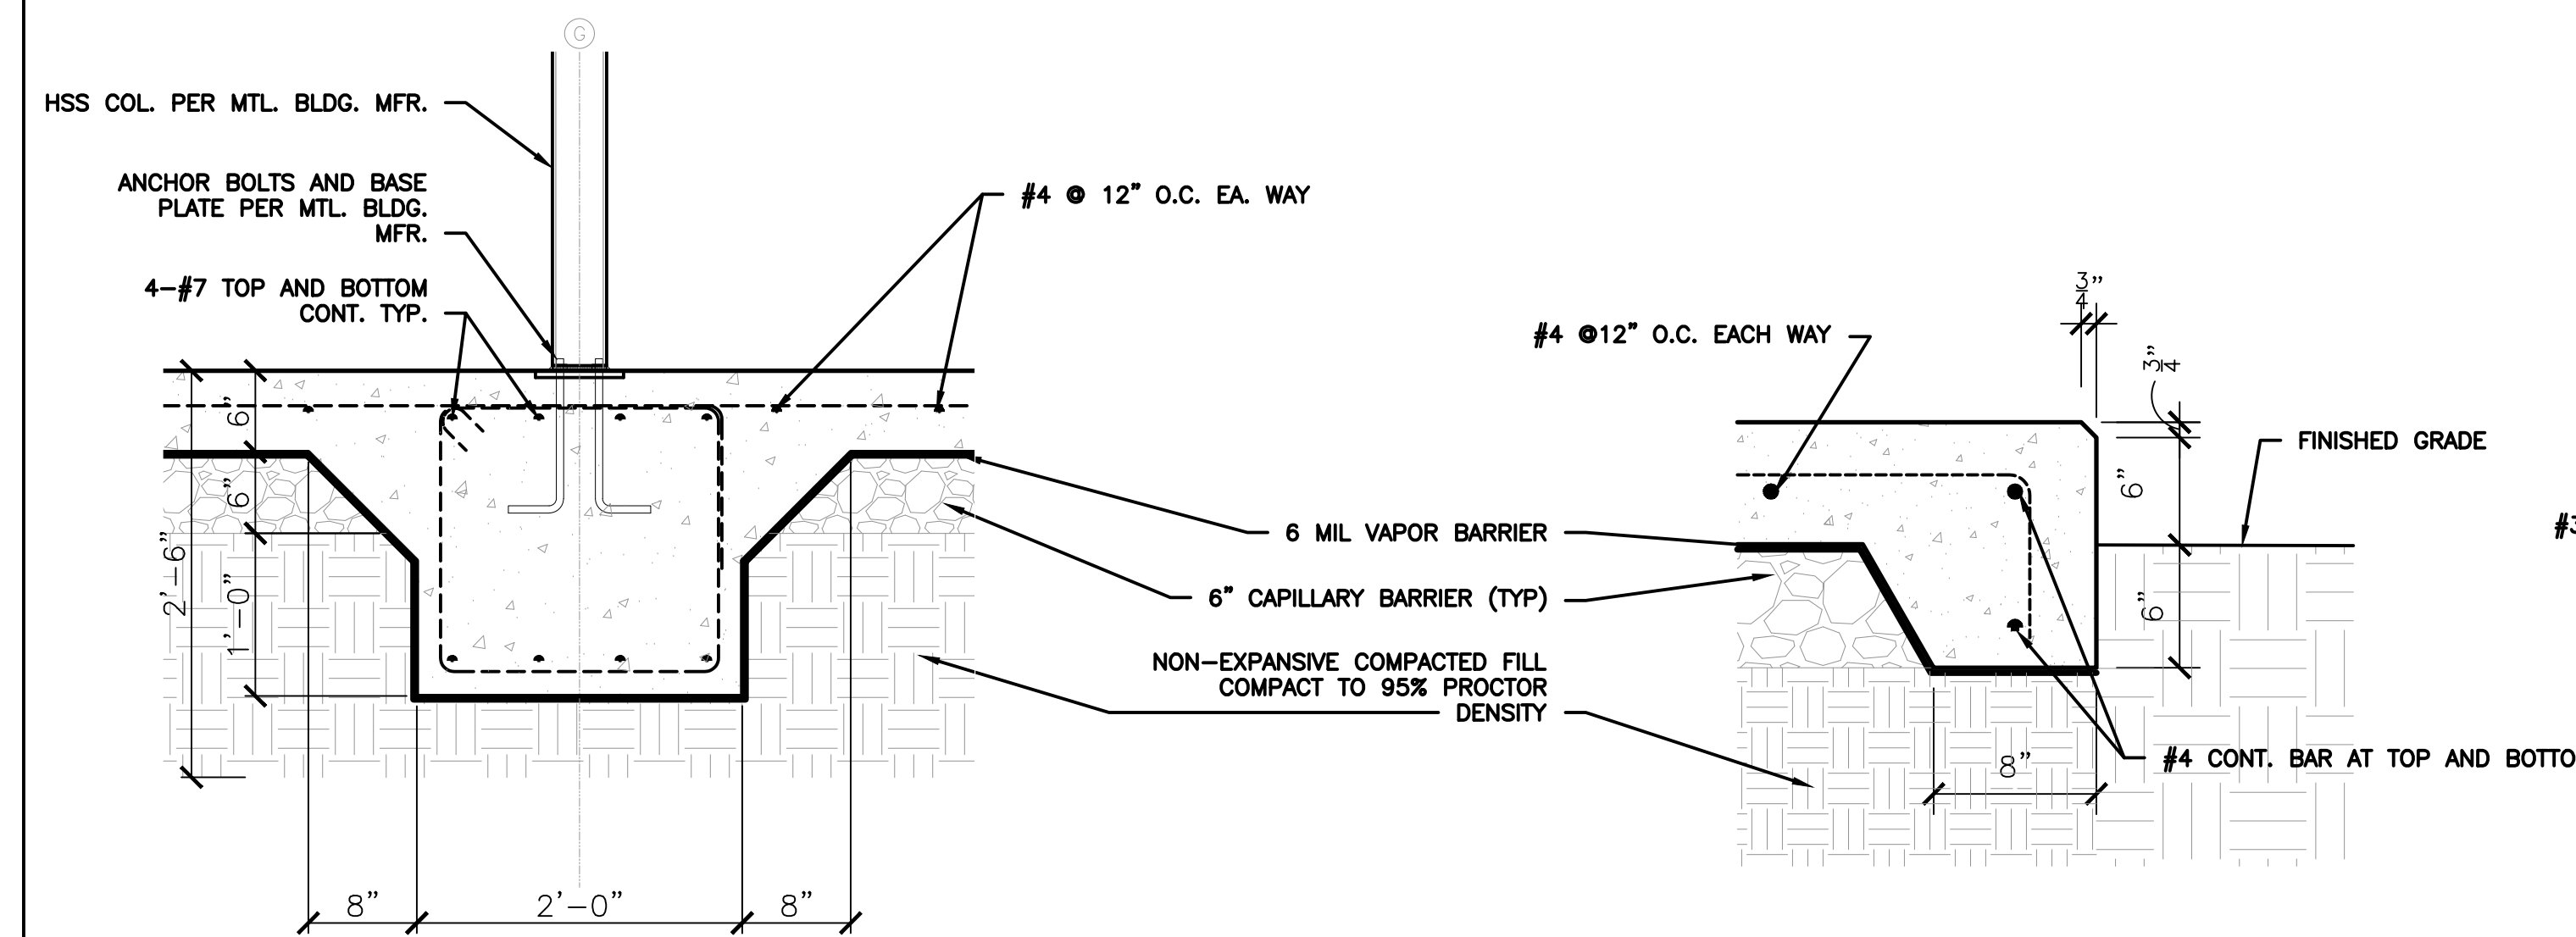 G
HSS COL. PER MTL. BLDG. MFR.
ANCHOR BOLTS AND BASE
PLATE PER MTL. BLDG.
MFR.
4-#7 TOP AND BOTTOM
CONT. TYP.
#4 @ 12" O.C. EA. WAY
6"
6"
2'-6"
1'-0"
8"
2'-0"
8"
6 MIL VAPOR BARRIER
6" CAPILLARY BARRIER (TYP)
NON-EXPANSIVE COMPACTED FILL
COMPACT TO 95% PROCTOR
DENSITY
#4 @12" O.C. EACH WAY
3/4"
3/4"
6"
6"
FINISHED GRADE
8"
#4 CONT. BAR AT TOP AND BOTTO
#3